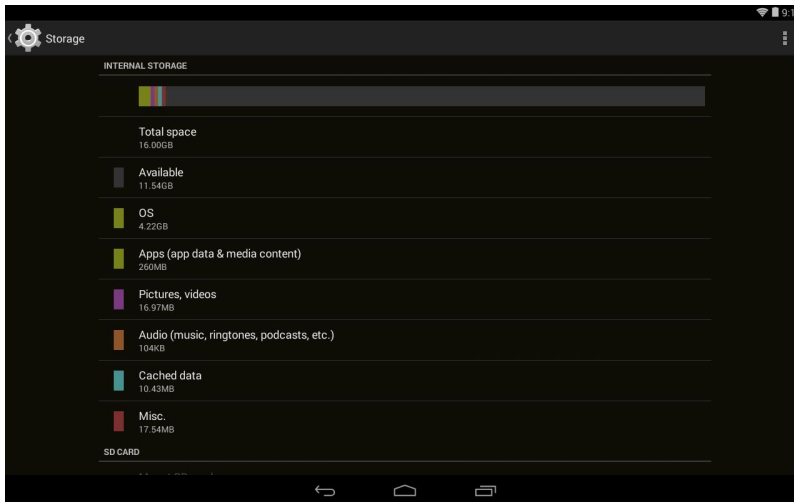 9:1
Storage
INTERNAL STORAGE
Total space
16.00GB
Available
11.54GB
OS
4.22GB
Apps (app data & media content)
260MB
Pictures, videos
16.97MB
Audio (music, ringtones, podcasts, etc.)
104KB
Cached data
10.43MB
Misc.
17.54MB
SD CARD